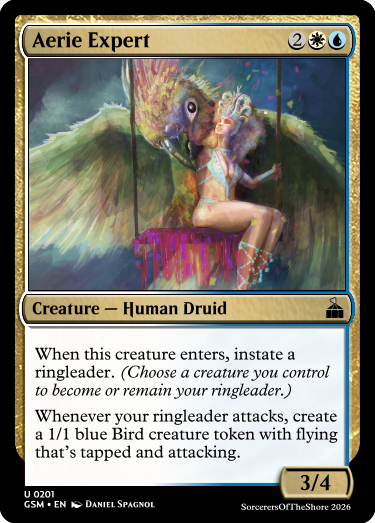 Aerie Expert 2
Creature — Human Druid
When this creature enters, instate a
ringleader. (Choose a creature you control
to become or remain your ringleader.)
Whenever your ringleader attacks, create
a 1/1 blue Bird creature token with flying
that's tapped and attacking.
3/4
U 0201
GSM • EN Daniel Spagnol
SorcerersOfTheShore 2026